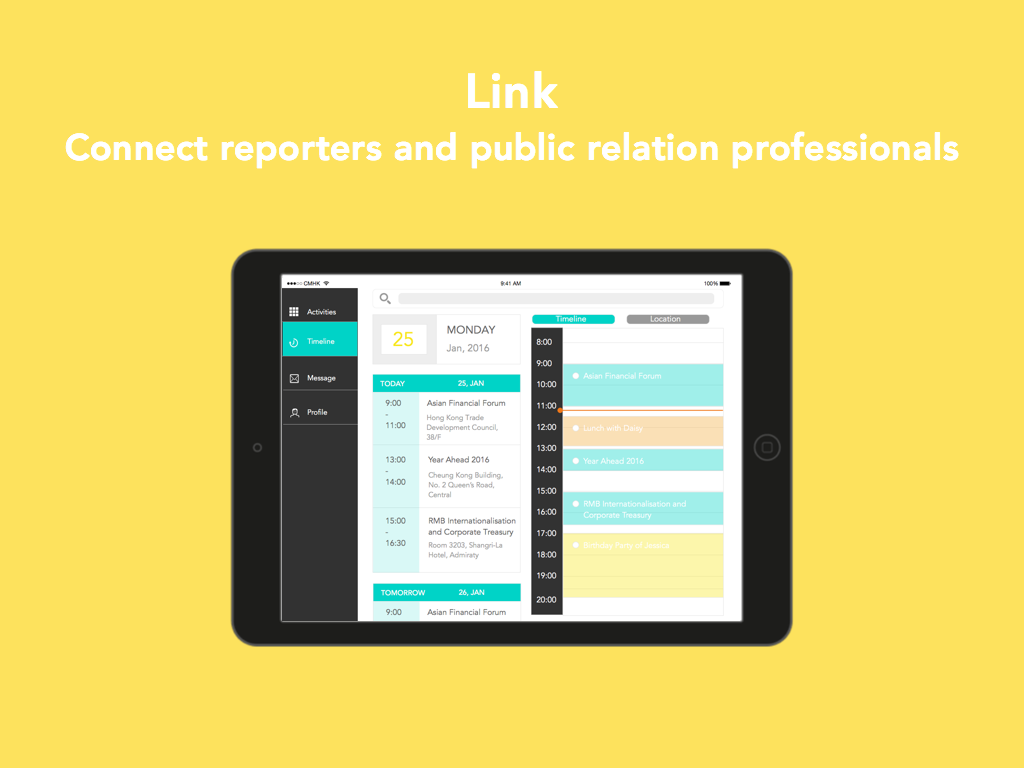 Link
Connect reporters and public relation professionals
CMHK
9:41 AM
100%
Activities
Timeline
Message
Profile
25
MONDAY
Jan, 2016
TODAY
25, JAN
9:00
-
11:00
Asian Financial Forum
Hong Kong Trade
Development Council,
38/F
13:00
-
14:00
Year Ahead 2016
Cheung Kong Building,
No. 2 Queen's Road,
Central
15:00
-
16:30
RMB Internationalisation
and Corporate Treasury
Room 3203, Shangri-La
Hotel, Admiraty
TOMORROW
26, JAN
9:00
Asian Financial Forum
Timeline
Location
8:00
9:00
10:00
11:00
12:00
13:00
14:00
15:00
16:00
17:00
18:00
19:00
20:00
Asian Financial Forum
Lunch with Daisy
Year Ahead 2016
RMB Internationalisation and
Corporate Treasury
Birthday Party of